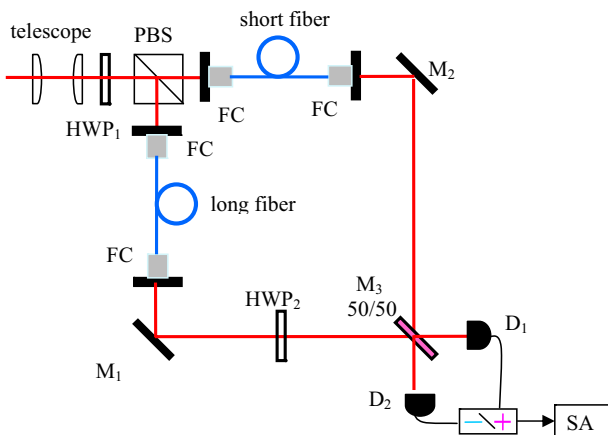 short fiber
telescope
PBS
M2
FC
FC
HWP1
FC
long fiber
FC
HWP2
M3
50/50
D1
M1
D2
SA